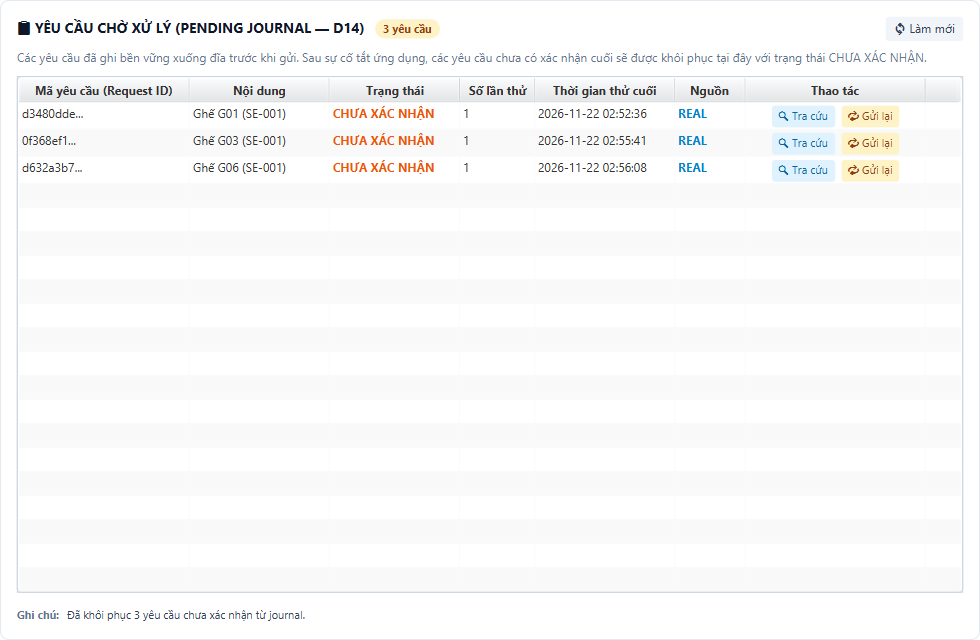 YÊU CẦU CHỜ XỬ LÝ (PENDING JOURNAL — D14) 3 yêu cầu Làm mới
Các yêu cầu đã ghi bền vững xuống đĩa trước khi gửi. Sau sự cố tắt ứng dụng, các yêu cầu chưa có xác nhận cuối sẽ được khôi phục tại đây với trạng thái CHƯA XÁC NHẬN.
Mã yêu cầu (Request ID) Nội dung Trạng thái Số lần thử Thời gian thử cuối Nguồn Thao tác
d3480dde... Ghế G01 (SE-001) CHƯA XÁC NHẬN 1 2026-11-22 02:52:36 REAL Tra cứu Gửi lại
0f368ef1... Ghế G03 (SE-001) CHƯA XÁC NHẬN 1 2026-11-22 02:55:41 REAL Tra cứu Gửi lại
d632a3b7... Ghế G06 (SE-001) CHƯA XÁC NHẬN 1 2026-11-22 02:56:08 REAL Tra cứu Gửi lại
Ghi chú: Đã khôi phục 3 yêu cầu chưa xác nhận từ journal.